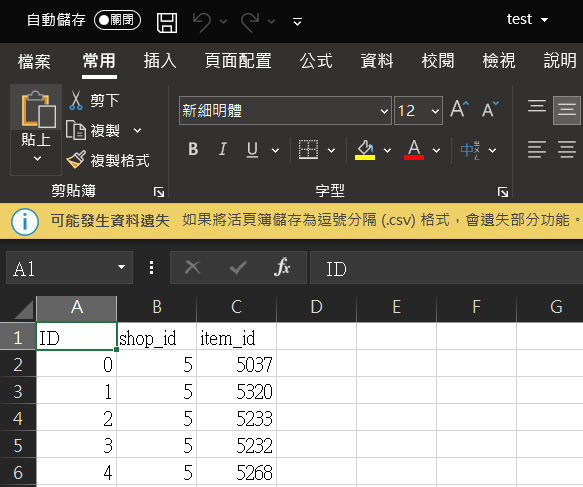 自動儲存 關閉 test
檔案 常用 插入 頁面配置 公式 資料 校閱 檢視 說明
剪下
複製
貼上 複製格式
新細明體 12 A A
B I U A 中
剪貼簿 字型
可能發生資料遺失 如果將活頁簿儲存為逗號分隔 (.csv) 格式，會遺失部分功能。
A1 fx ID
A B C D E F G
1 ID shop_id item_id
2 0 5 5037
3 1 5 5320
4 2 5 5233
5 3 5 5232
6 4 5 5268